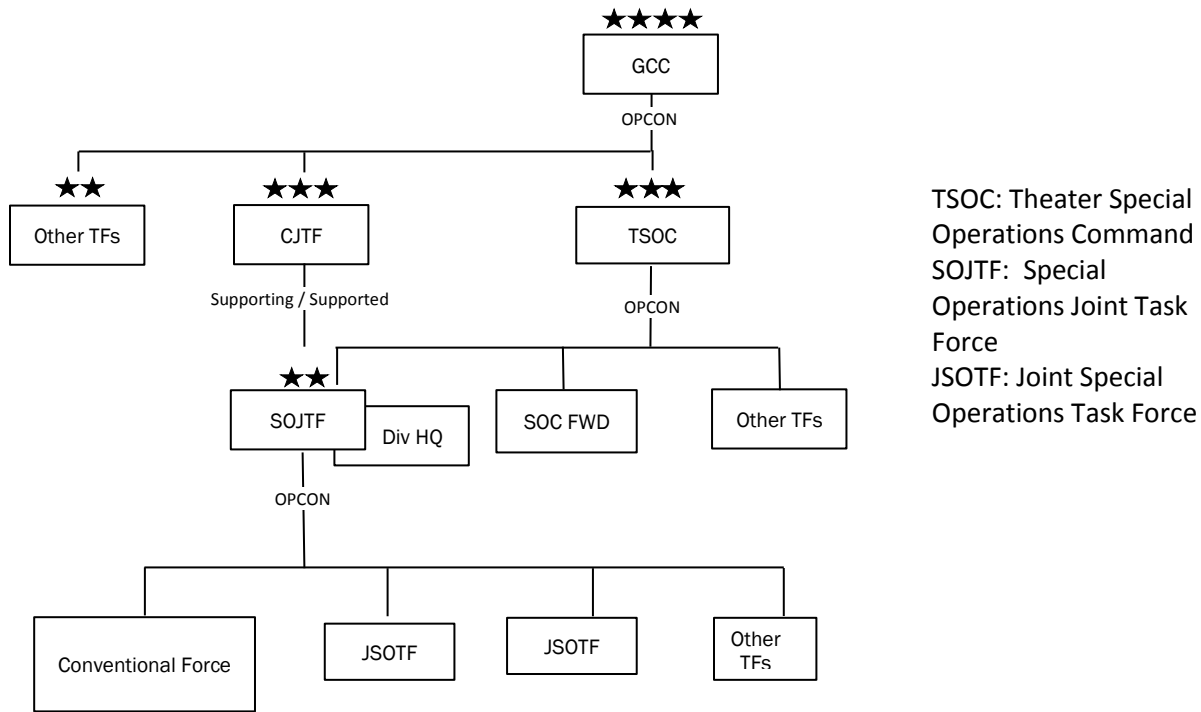 GCC
OPCON
Other TFs
CJTF
TSOC
Supporting / Supported
OPCON
SOJTF
Div HQ
SOC FWD
Other TFs
OPCON
Conventional Force
JSOTF
JSOTF
Other
TFs
TSOC: Theater Special
Operations Command
SOJTF:  Special
Operations Joint Task
Force
JSOTF: Joint Special
Operations Task Force